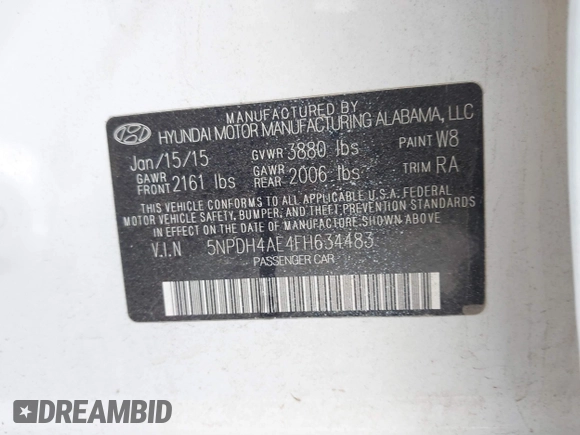 MANUFACTURED BY
HYUNDAI MOTOR MANUFACTURING ALABAMA, LLC
Jan/15/15 GVWR 3880 lbs PAINT W8
GAWR FRONT 2161 lbs GAWR REAR 2006 lbs TRIM RA
THIS VEHICLE CONFORMS TO ALL APPLICABLE U.S.A. FEDERAL
MOTOR VEHICLE SAFETY, BUMPER, AND THEFT PREVENTION STANDARDS
IN EFFECT ON THE DATE OF MANUFACTURE SHOWN ABOVE.
V.I.N 5NPDH4AE4FH634483
PASSENGER CAR
DREAMBID